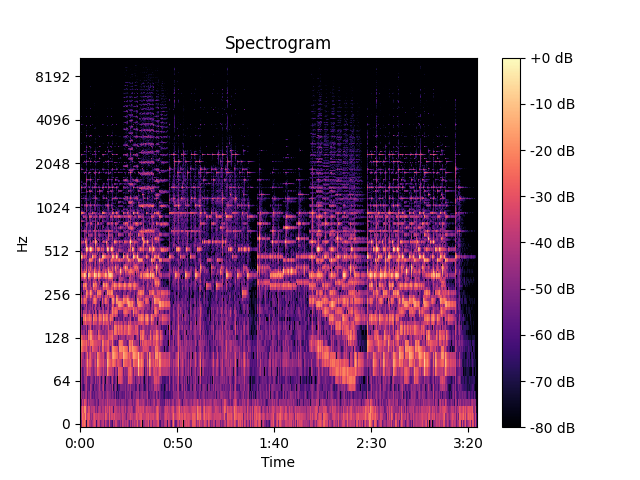 Spectrogram
8192
4096
2048
1024
512
256
128
64
0
Hz
0:00
0:50
1:40
2:30
3:20
Time
+0 dB
-10 dB
-20 dB
-30 dB
-40 dB
-50 dB
-60 dB
-70 dB
-80 dB